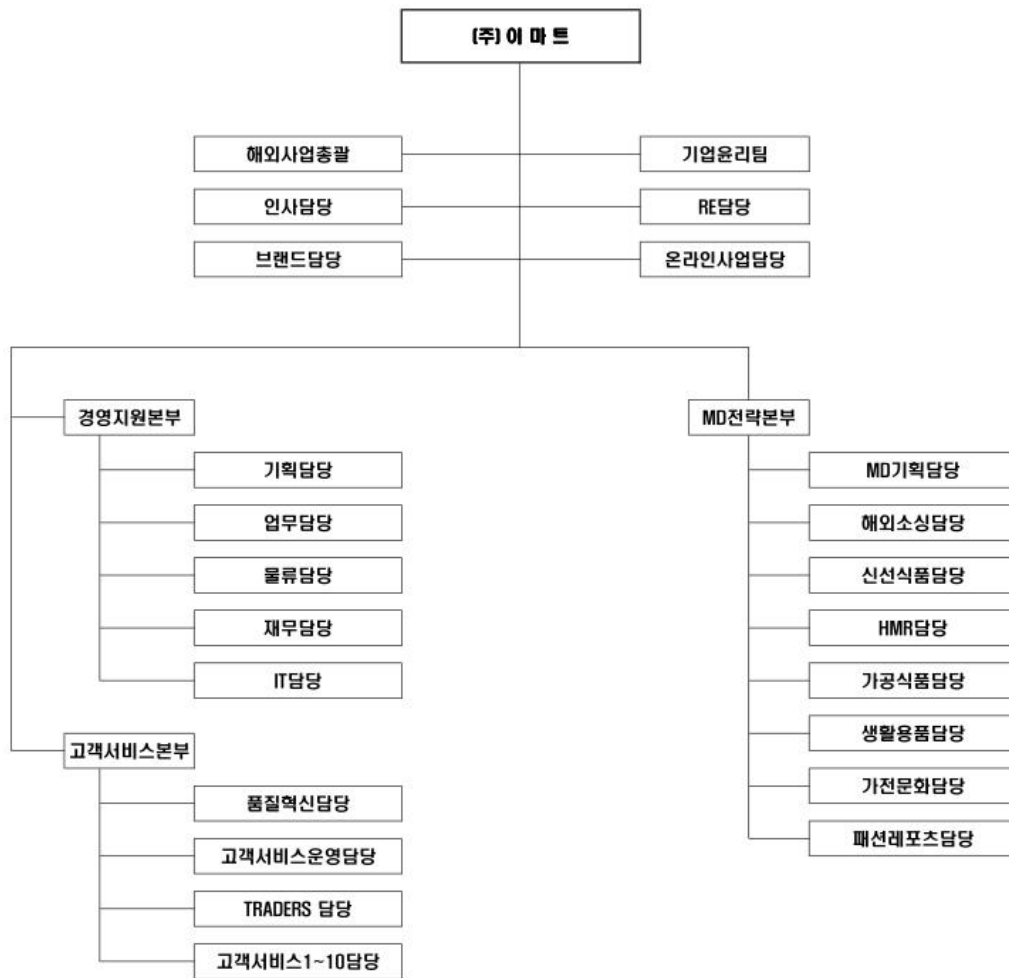 (주) 이 마 트
해외사업총괄
기업윤리팀
인사담당
RE담당
브랜드담당
온라인사업담당
경영지원본부
MD전략본부
기획담당
MD기획담당
업무담당
해외소싱담당
물류담당
신선식품담당
재무담당
HMR담당
IT담당
가공식품담당
고객서비스본부
생활용품담당
품질혁신담당
가전문화담당
고객서비스운영담당
패션레포츠담당
TRADERS 담당
고객서비스1~10담당